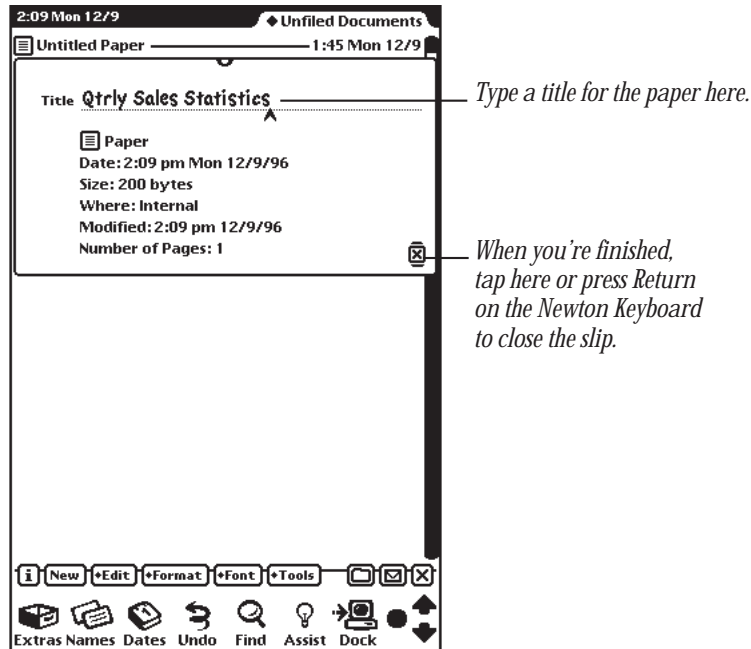 2:09 Mon 12/9 ◆Unfiled Documents
Untitled Paper 1:45 Mon 12/9
Title Qtrly Sales Statistics
Type a title for the paper here.
Paper
Date: 2:09 pm Mon 12/9/96
Size: 200 bytes
Where: Internal
Modified: 2:09 pm 12/9/96
Number of Pages: 1
When you're finished,
tap here or press Return
on the Newton Keyboard
to close the slip.
i New ◆Edit ◆Format ◆Font ◆Tools X
Extras Names Dates Undo Find Assist Dock